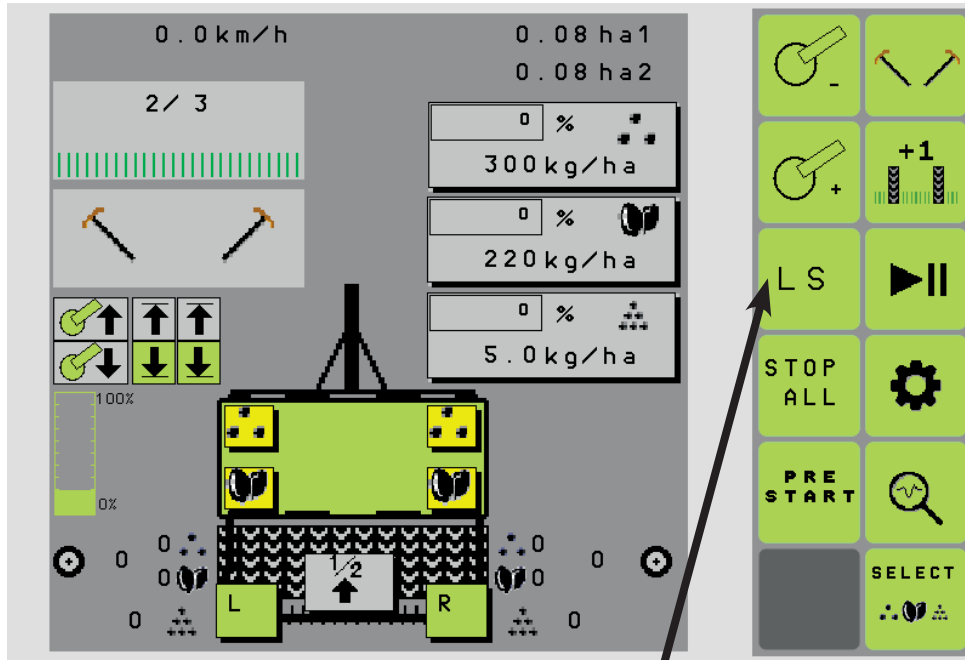 0.0km/h
0.08ha1
0.08ha2
2/ 3
0 %
300kg/ha
0 %
220kg/ha
0 %
5.0kg/ha
100%
0%
0 0 0 0
0 0
0 0
1/2
L R
- 
+
+1
LS
STOP
ALL
PRE
START
SELECT